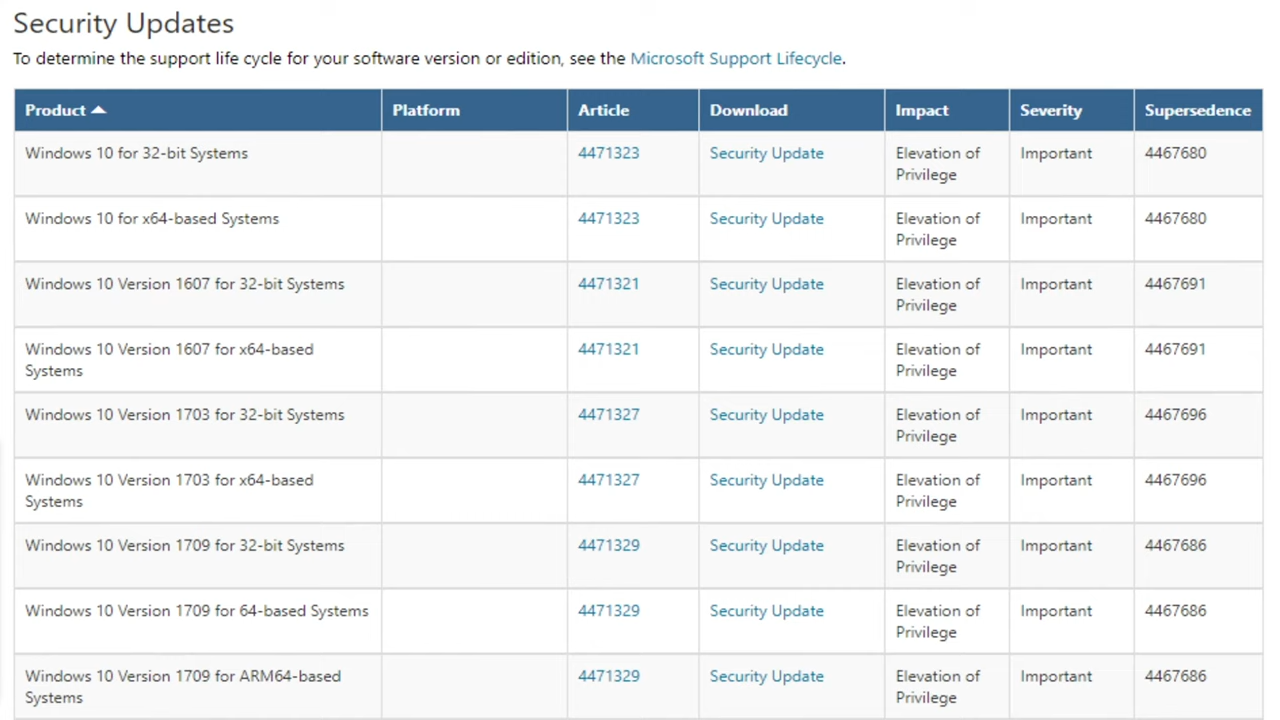 Security Updates
To determine the support life cycle for your software version or edition, see the Microsoft Support Lifecycle.
Product Platform Article Download Impact Severity Supersedence
Windows 10 for 32-bit Systems 4471323 Security Update Elevation of Important 4467680
Privilege
Windows 10 for x64-based Systems 4471323 Security Update Elevation of Important 4467680
Privilege
Windows 10 Version 1607 for 32-bit Systems 4471321 Security Update Elevation of Important 4467691
Privilege
Windows 10 Version 1607 for x64-based 4471321 Security Update Elevation of Important 4467691
Systems Privilege
Windows 10 Version 1703 for 32-bit Systems 4471327 Security Update Elevation of Important 4467696
Privilege
Windows 10 Version 1703 for x64-based 4471327 Security Update Elevation of Important 4467696
Systems Privilege
Windows 10 Version 1709 for 32-bit Systems 4471329 Security Update Elevation of Important 4467686
Privilege
Windows 10 Version 1709 for 64-based Systems 4471329 Security Update Elevation of Important 4467686
Privilege
Windows 10 Version 1709 for ARM64-based 4471329 Security Update Elevation of Important 4467686
Systems Privilege